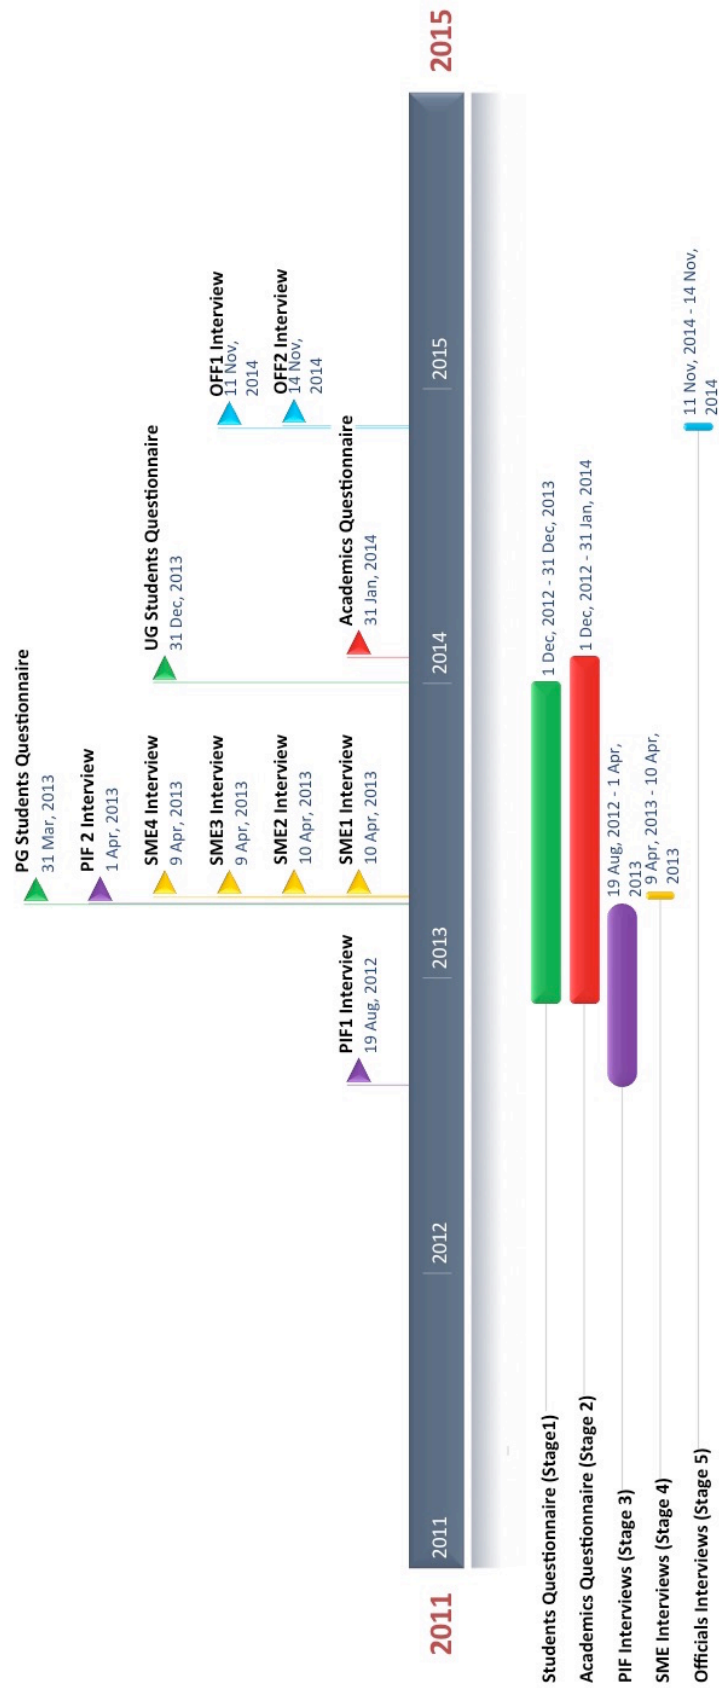 PG Students Questionnaire
31 Mar, 2013
PIF 2 Interview
1 Apr, 2013
SME4 Interview
9 Apr, 2013
UG Students Questionnaire
31 Dec, 2013
SME3 Interview
9 Apr, 2013
OFF1 Interview
11 Nov,
2014
SME2 Interview
10 Apr, 2013
OFF2 Interview
14 Nov,
2014
PIF1 Interview
19 Aug, 2012
SME1 Interview
10 Apr, 2013
Academics Questionnaire
31 Jan, 2014
2011
2011
2012
2013
2014
2015
2015
Students Questionnaire (Stage1)
1 Dec, 2012 - 31 Dec, 2013
Academics Questionnaire (Stage 2)
1 Dec, 2012 - 31 Jan, 2014
PIF Interviews (Stage 3)
19 Aug, 2012 - 1 Apr,
2013
SME Interviews (Stage 4)
9 Apr, 2013 - 10 Apr,
2013
Officials Interviews (Stage 5)
11 Nov, 2014 - 14 Nov,
2014